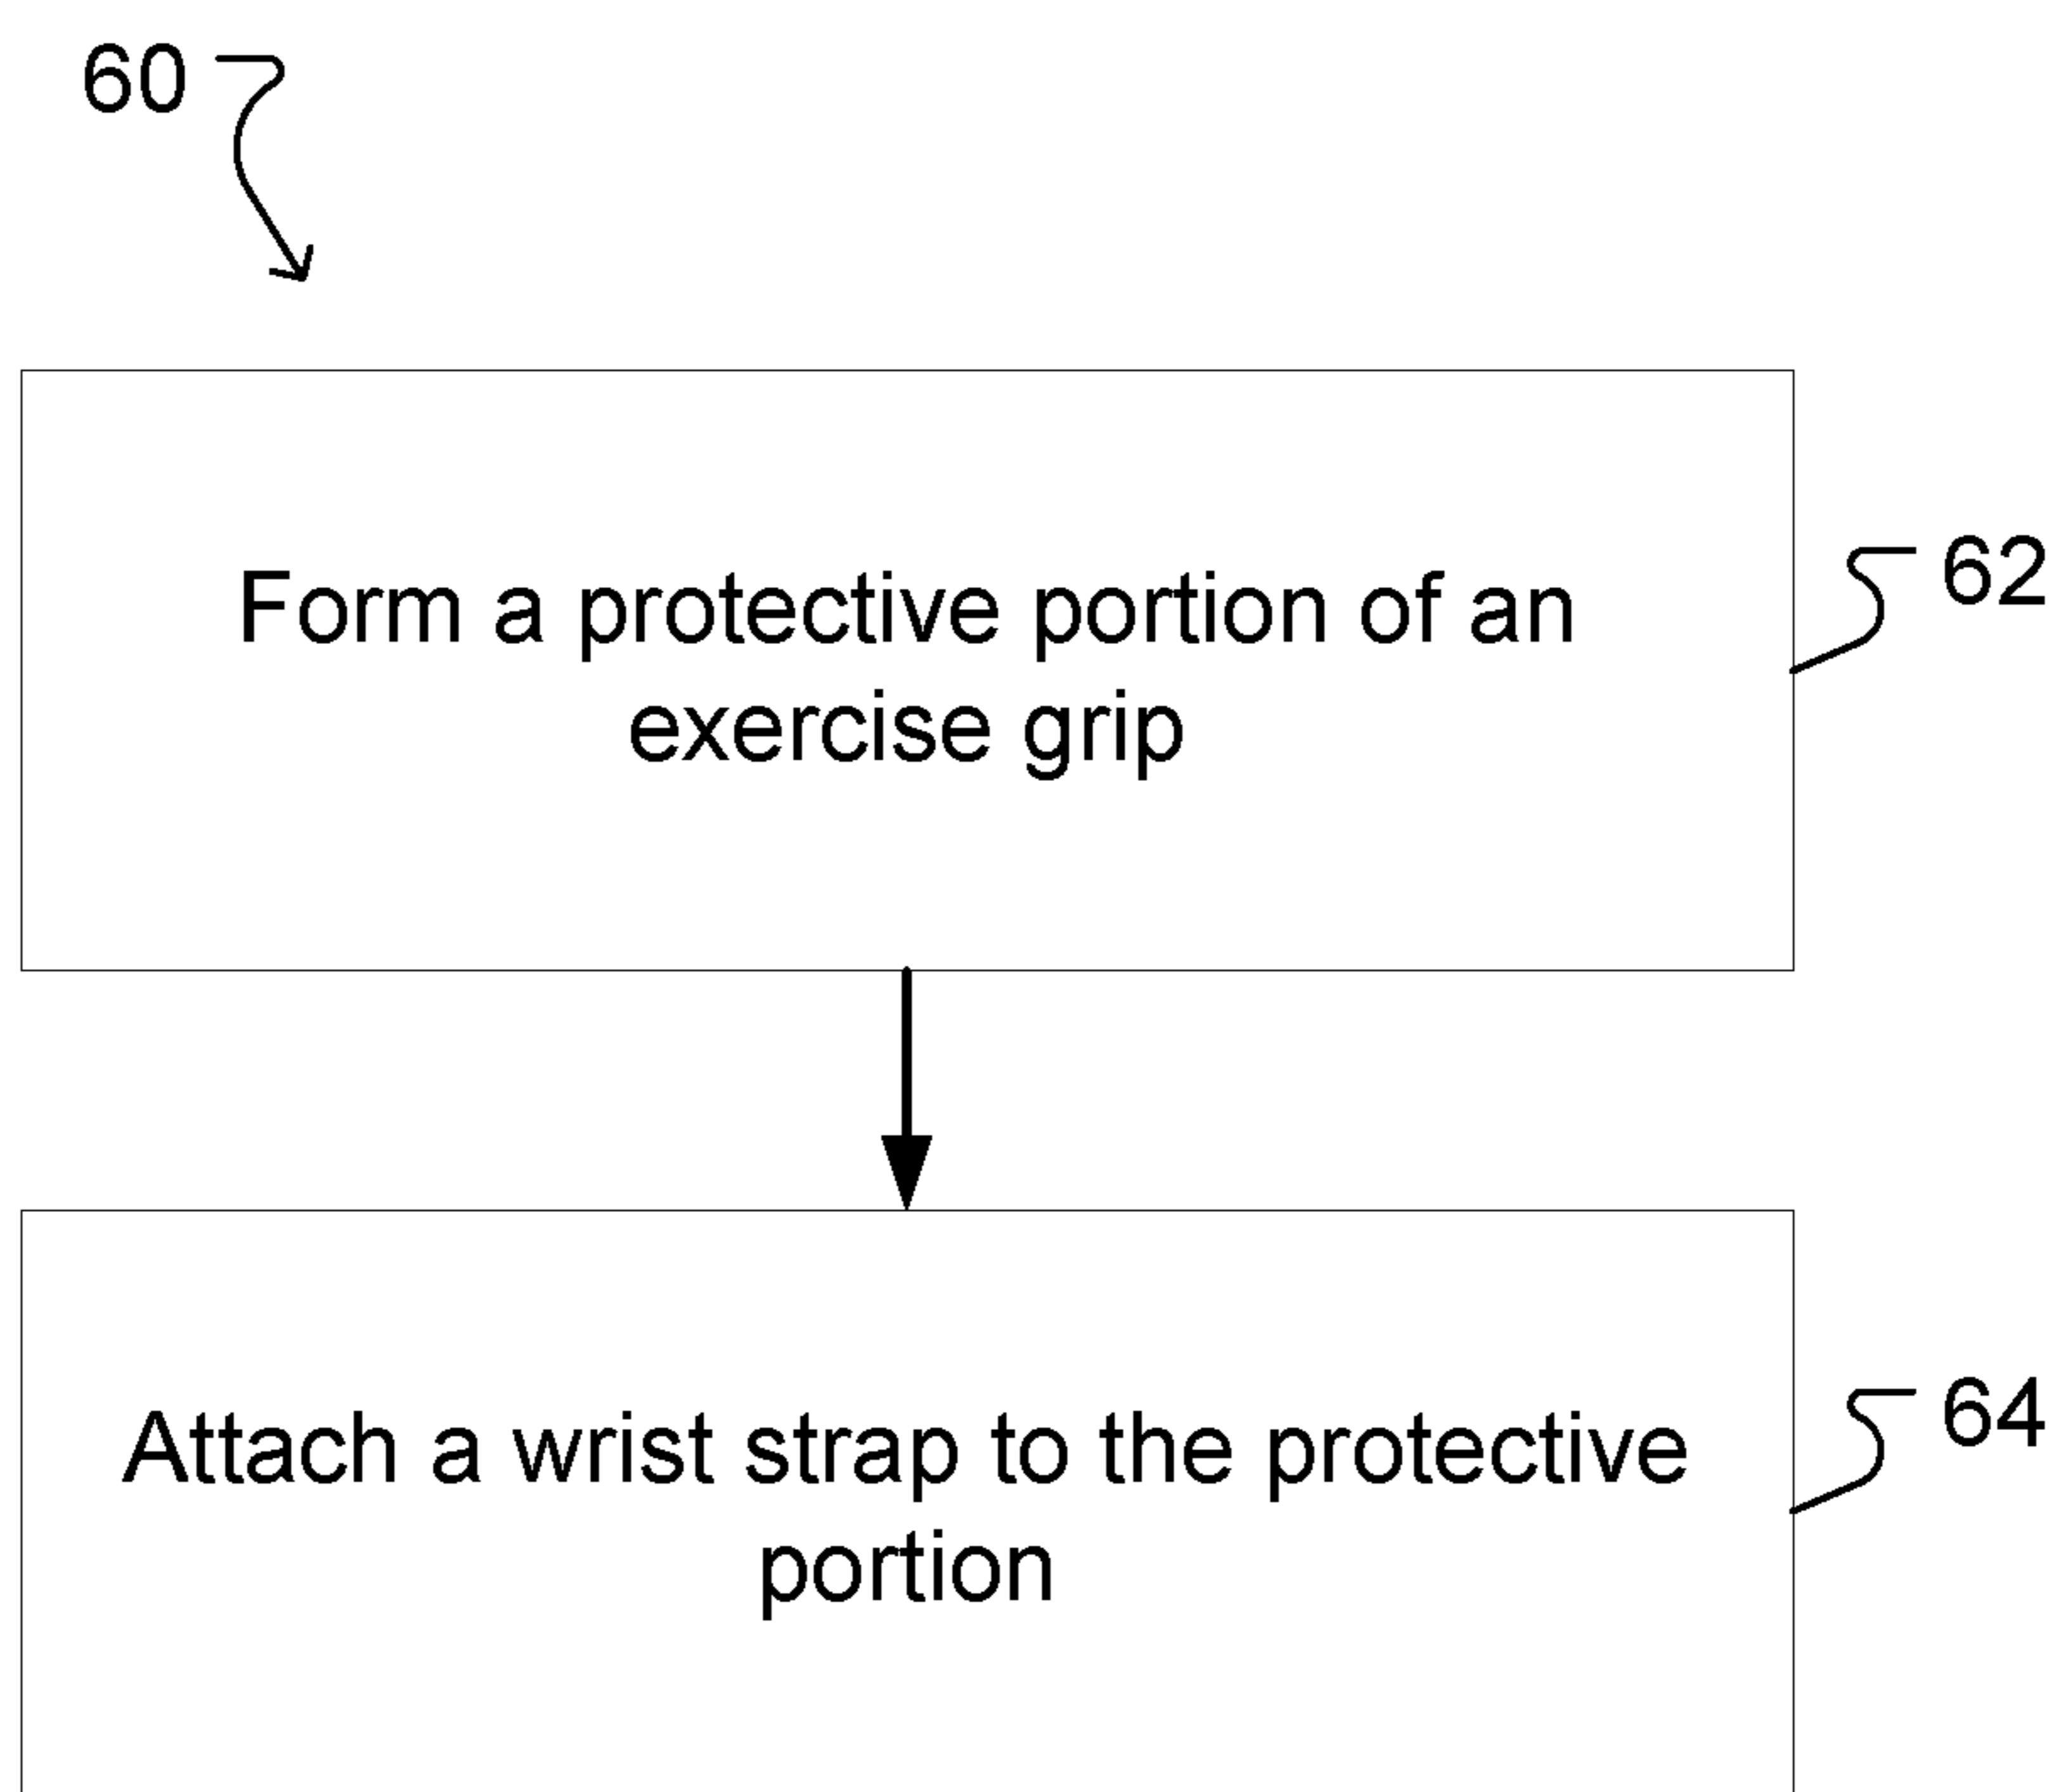 60
Form a protective portion of an
exercise grip
62
Attach a wrist strap to the protective
portion
64